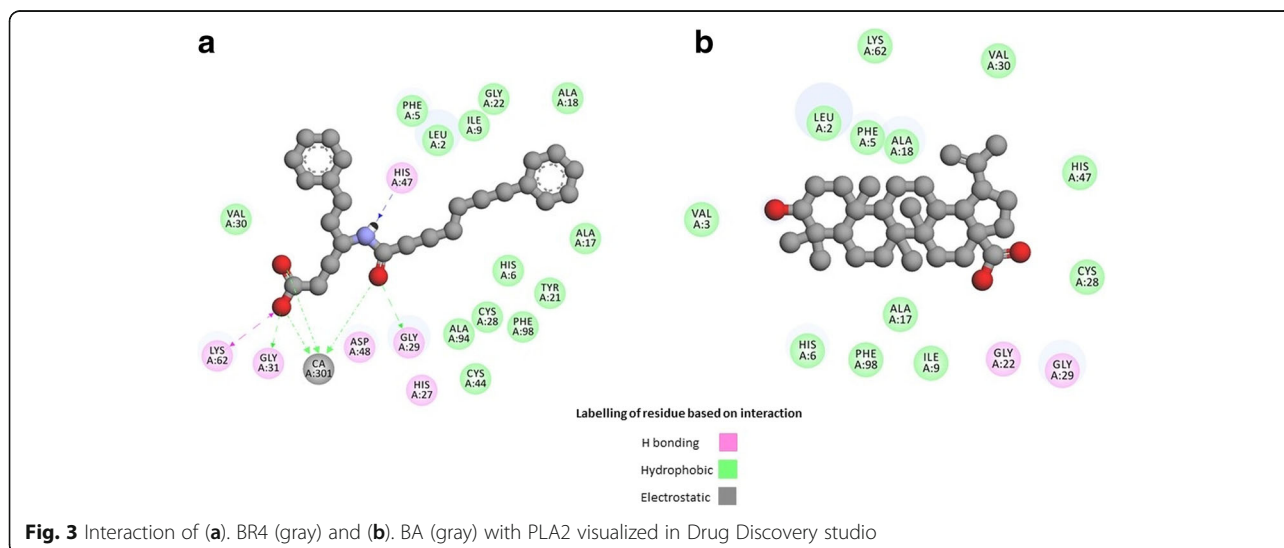 a
PHE
A:5
LEU
A:2
ILE
A:9
GLY
A:22
ALA
A:18
HIS
A:47
VAL
A:30
ALA
A:17
HIS
A:6
TYR
A:21
CYS
A:28
PHE
A:98
ALA
A:94
GLY
A:29
ASP
A:48
LYS
A:62
GLY
A:31
CA
A:301
HIS
A:27
CYS
A:44
b
LYS
A:62
VAL
A:30
LEU
A:2
PHE
A:5
ALA
A:18
HIS
A:47
VAL
A:3
CYS
A:28
ALA
A:17
HIS
A:6
PHE
A:98
ILE
A:9
GLY
A:22
GLY
A:29
Labelling of residue based on interaction
H bonding
Hydrophobic
Electrostatic
Fig. 3 Interaction of (a). BR4 (gray) and (b). BA (gray) with PLA2 visualized in Drug Discovery studio